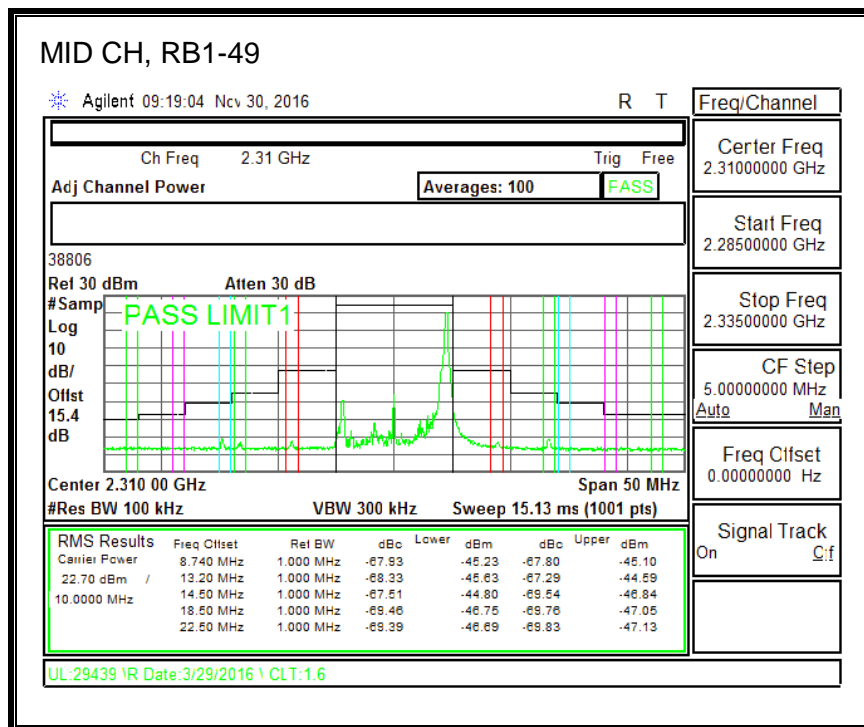 MID CH, RB1-49
Agilent 09:19:04 Nov 30, 2016 R T
Freq/Channel
Ch Freq 2.31 GHz Trig Free
Adj Channel Power Averages: 100 PASS
38806
Ref 30 dBm Atten 30 dB
#Samp
Log
10
dB/
Offst
15.4
dB
PASS LIMIT1
Center 2.310 00 GHz Span 50 MHz
#Res BW 100 kHz VBW 300 kHz Sweep 15.13 ms (1001 pts)
RMS Results Freq Offset Ref BW dBc Lower dBm dBc Upper dBm
Carrier Power 8.740 MHz 1.000 MHz -67.93 -45.23 -67.80 -45.10
22.70 dBm / 13.20 MHz 1.000 MHz -68.33 -45.63 -67.29 -44.59
10.0000 MHz 14.50 MHz 1.000 MHz -67.51 -44.80 -69.54 -46.84
18.50 MHz 1.000 MHz -69.46 -46.75 -69.76 -47.05
22.50 MHz 1.000 MHz -69.39 -46.69 -69.83 -47.13
UL:29439 \R Date:3/29/2016 \ CLT:1.6
Center Freq
2.31000000 GHz
Start Freq
2.28500000 GHz
Stop Freq
2.33500000 GHz
CF Step
5.00000000 MHz
Auto Man
Freq Offset
0.00000000 Hz
Signal Track
On Off